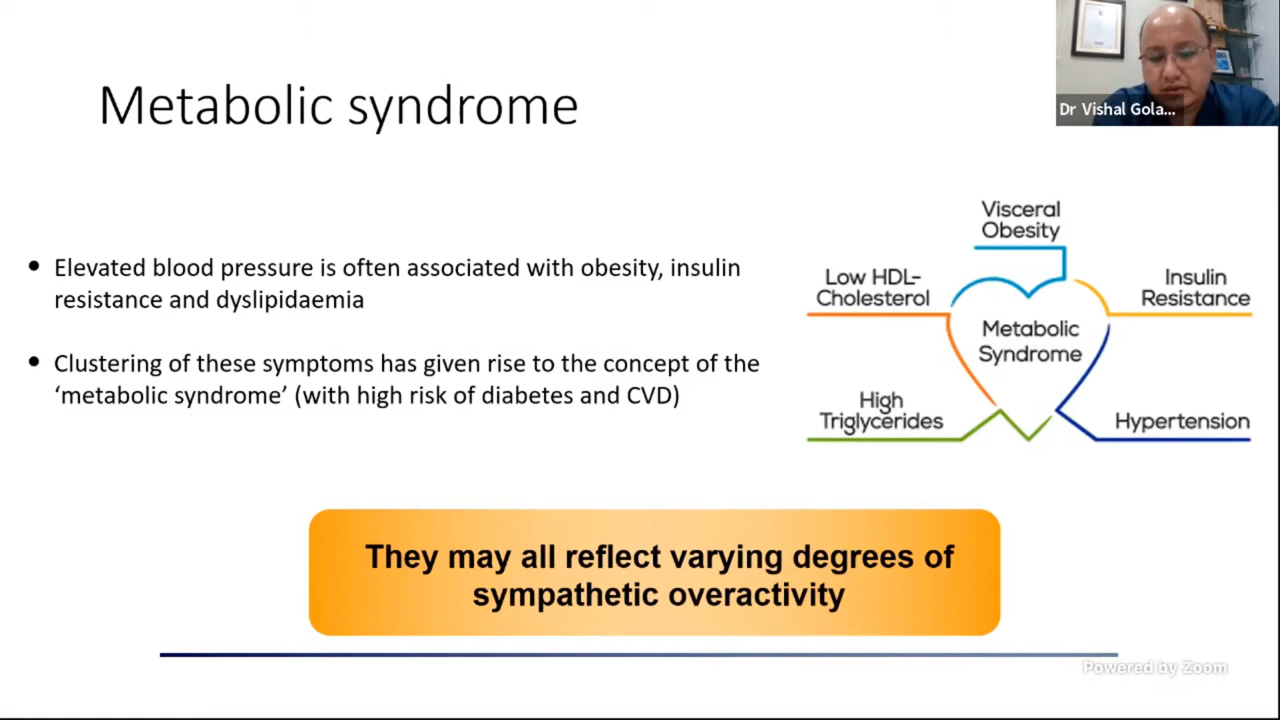 Metabolic syndrome
Dr Vishal Gola...
• Elevated blood pressure is often associated with obesity, insulin
resistance and dyslipidaemia
• Clustering of these symptoms has given rise to the concept of the
‘metabolic syndrome’ (with high risk of diabetes and CVD)
Visceral
Obesity
Low HDL-
Cholesterol
Insulin
Resistance
Metabolic
Syndrome
High
Triglycerides
Hypertension
They may all reflect varying degrees of
sympathetic overactivity
Powered by Zoom